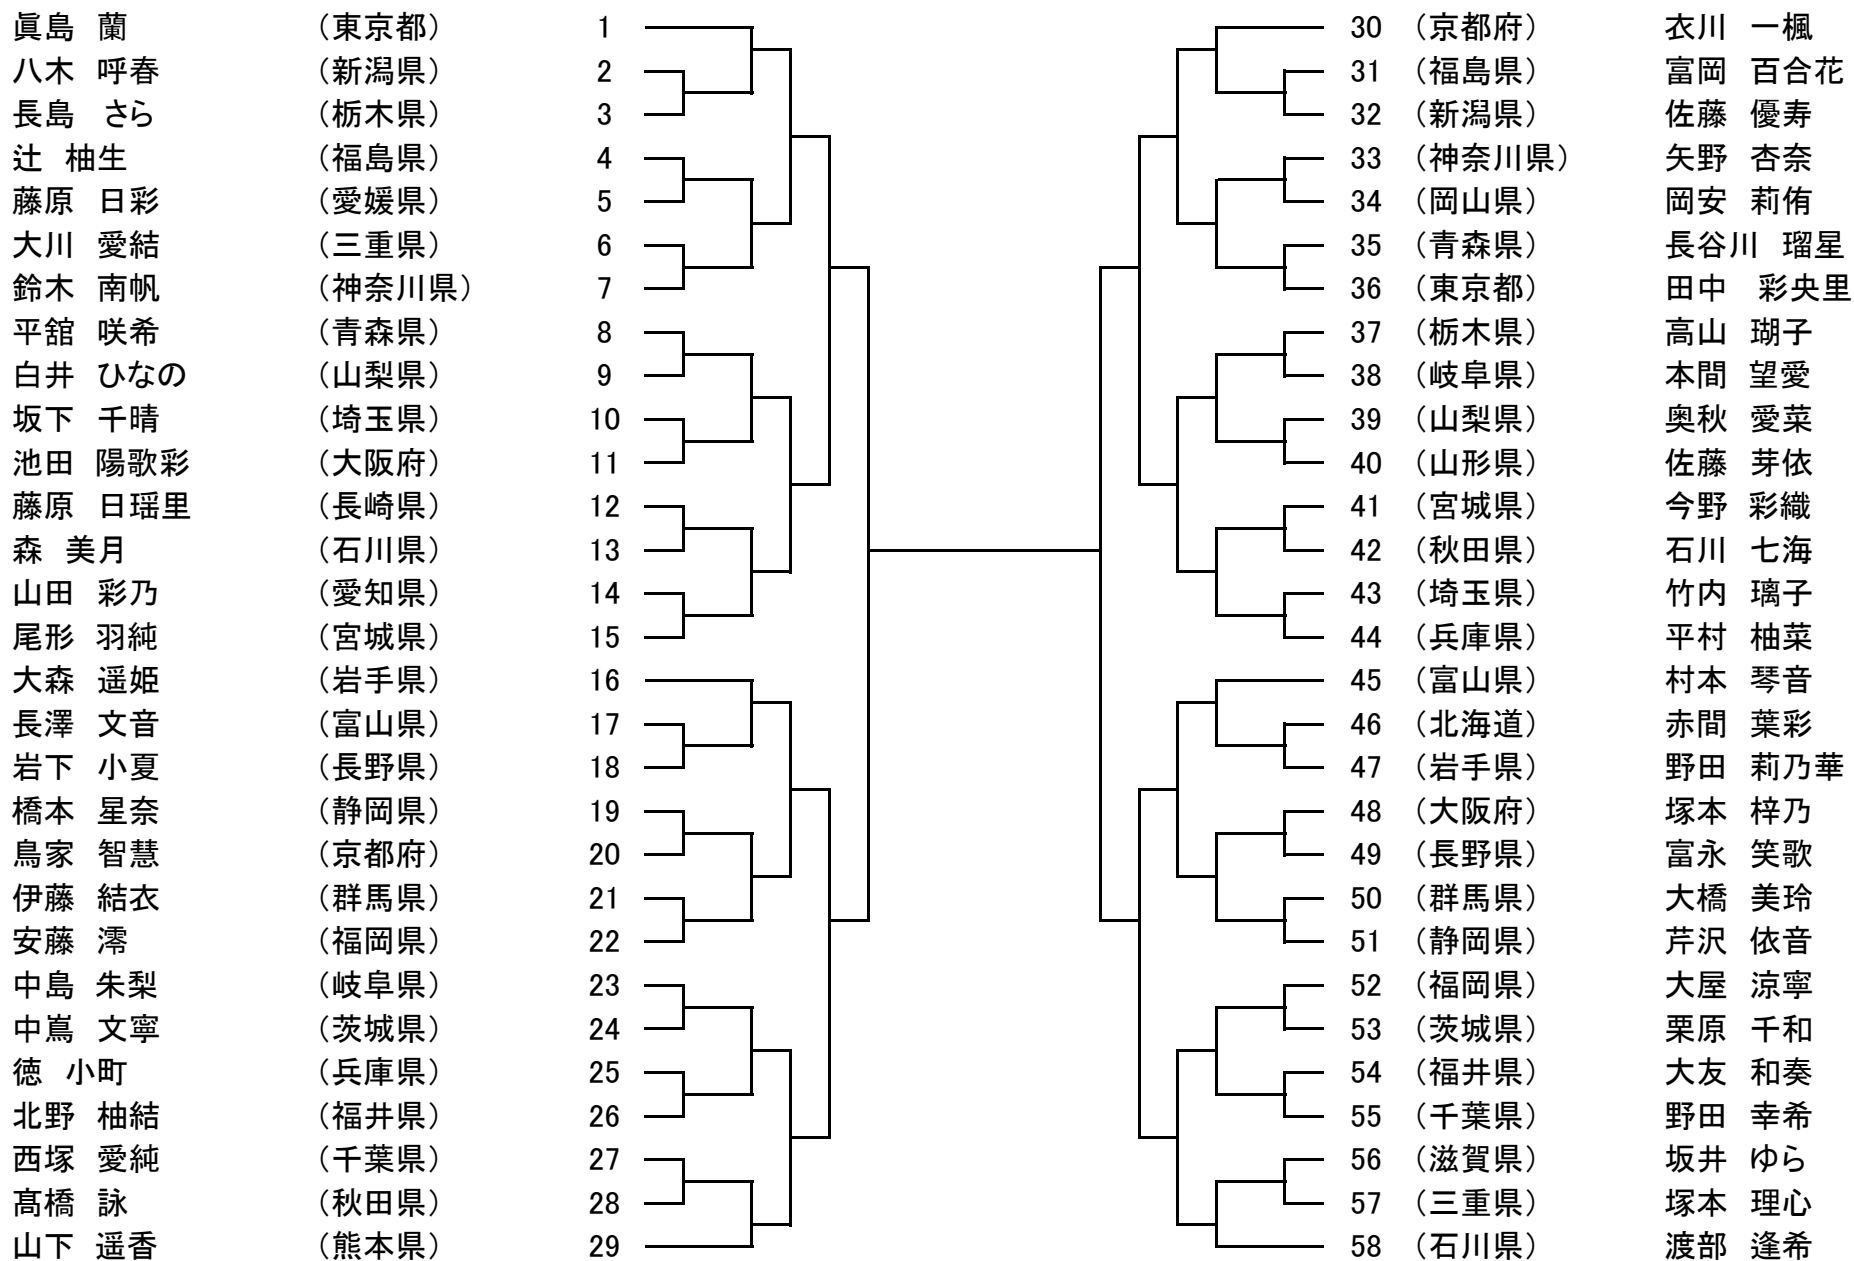 眞島 蘭 （東京都） 1 30 （京都府） 衣川 一楓
八木 呼春 （新潟県） 2 31 （福島県） 富岡 百合花
長島 さら （栃木県） 3 32 （新潟県） 佐藤 優寿
辻 柚生 （福島県） 4 33 （神奈川県） 矢野 杏奈
藤原 日彩 （愛媛県） 5 34 （岡山県） 岡安 莉侑
大川 愛結 （三重県） 6 35 （青森県） 長谷川 瑠星
鈴木 南帆 （神奈川県） 7 36 （東京都） 田中 彩央里
平舘 咲希 （青森県） 8 37 （栃木県） 高山 瑚子
白井 ひなの （山梨県） 9 38 （岐阜県） 本間 望愛
坂下 千晴 （埼玉県） 10 39 （山梨県） 奥秋 愛菜
池田 陽歌彩 （大阪府） 11 40 （山形県） 佐藤 芽依
藤原 日瑶里 （長崎県） 12 41 （宮城県） 今野 彩織
森 美月 （石川県） 13 42 （秋田県） 石川 七海
山田 彩乃 （愛知県） 14 43 （埼玉県） 竹内 璃子
尾形 羽純 （宮城県） 15 44 （兵庫県） 平村 柚菜
大森 遥姫 （岩手県） 16 45 （富山県） 村本 琴音
長澤 文音 （富山県） 17 46 （北海道） 赤間 葉彩
岩下 小夏 （長野県） 18 47 （岩手県） 野田 莉乃華
橋本 星奈 （静岡県） 19 48 （大阪府） 塚本 梓乃
鳥家 智慧 （京都府） 20 49 （長野県） 富永 笑歌
伊藤 結衣 （群馬県） 21 50 （群馬県） 大橋 美玲
安藤 澪 （福岡県） 22 51 （静岡県） 芹沢 依音
中島 朱梨 （岐阜県） 23 52 （福岡県） 大屋 涼寧
中嶌 文寧 （茨城県） 24 53 （茨城県） 栗原 千和
徳 小町 （兵庫県） 25 54 （福井県） 大友 和奏
北野 柚結 （福井県） 26 55 （千葉県） 野田 幸希
西塚 愛純 （千葉県） 27 56 （滋賀県） 坂井 ゆら
髙橋 詠 （秋田県） 28 57 （三重県） 塚本 理心
山下 遥香 （熊本県） 29 58 （石川県） 渡部 逢希